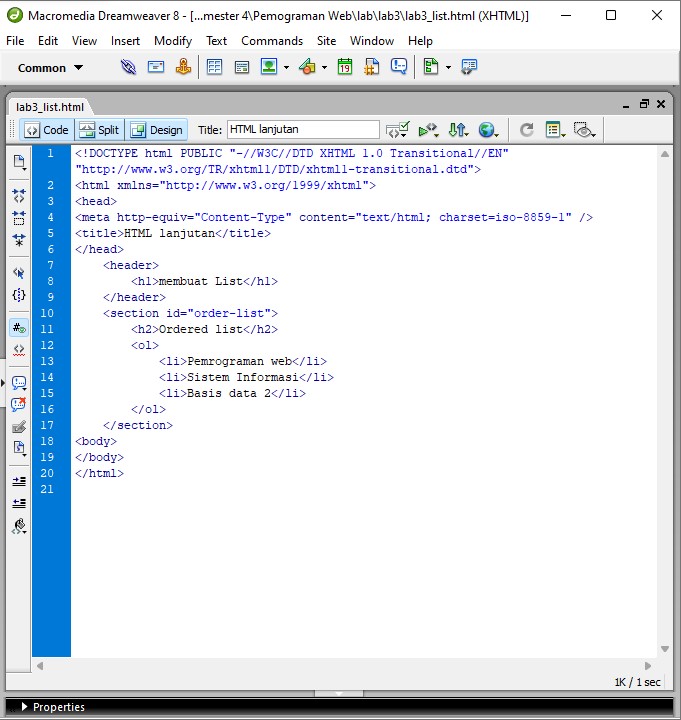 Macromedia Dreamweaver 8 - [...mester 4\Pemograman Web\lab\lab3\lab3_list.html (XHTML)]
File Edit View Insert Modify Text Commands Site Window Help
Common
19
lab3_list.html
Code Split Design Title: HTML lanjutan
1 <!DOCTYPE html PUBLIC "-//W3C//DTD XHTML 1.0 Transitional//EN"
"http://www.w3.org/TR/xhtml1/DTD/xhtml1-transitional.dtd">
2 <html xmlns="http://www.w3.org/1999/xhtml">
3 <head>
4 <meta http-equiv="Content-Type" content="text/html; charset=iso-8859-1" />
5 <title>HTML lanjutan</title>
6 </head>
7 <header>
8 <h1>membuat List</h1>
9 </header>
10 <section id="order-list">
11 <h2>Ordered list</h2>
12 <ol>
13 <li>Pemrograman web</li>
14 <li>Sistem Informasi</li>
15 <li>Basis data 2</li>
16 </ol>
17 </section>
18 <body>
19 </body>
20 </html>
21
1K / 1 sec
Properties